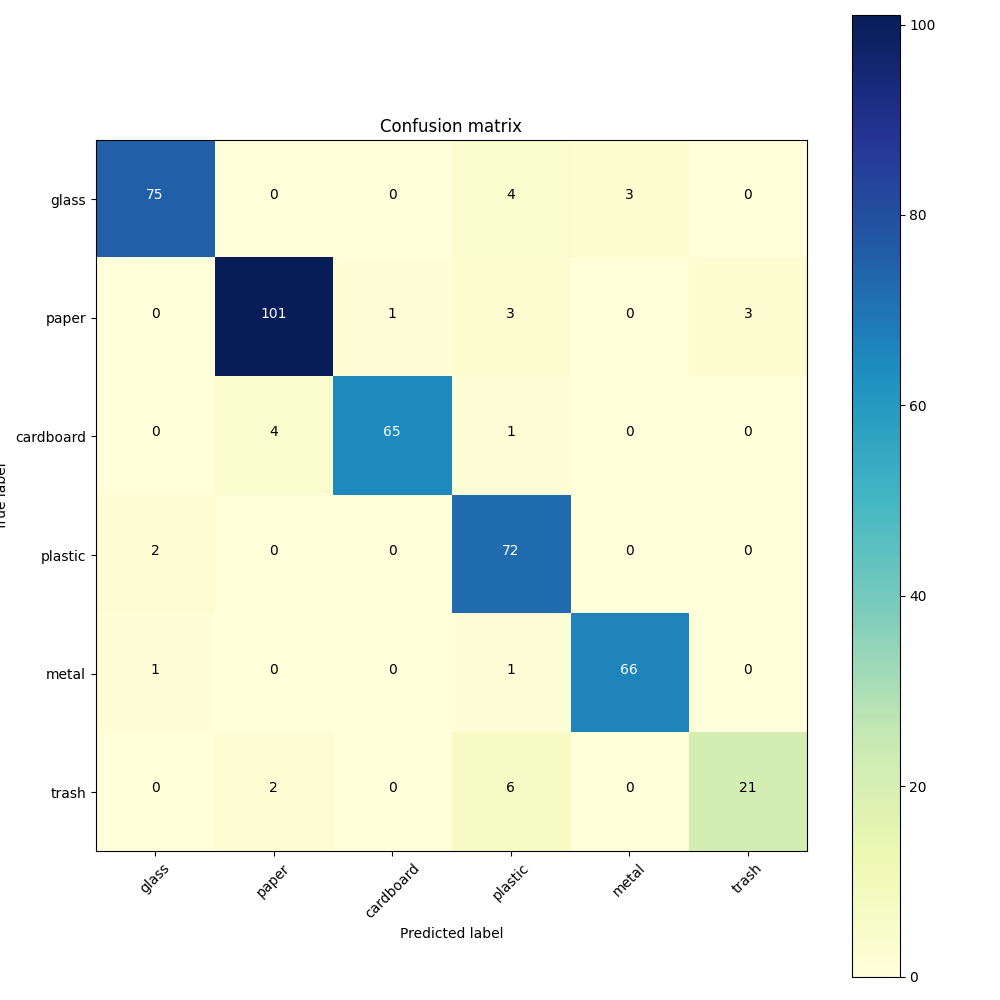 Confusion matrix
glass 75 0 0 4 3 0
paper 0 101 1 3 0 3
cardboard 0 4 65 1 0 0
plastic 2 0 0 72 0 0
metal 1 0 0 1 66 0
trash 0 2 0 6 0 21
glass paper cardboard plastic metal trash
Predicted label
label
100
80
60
40
20
0